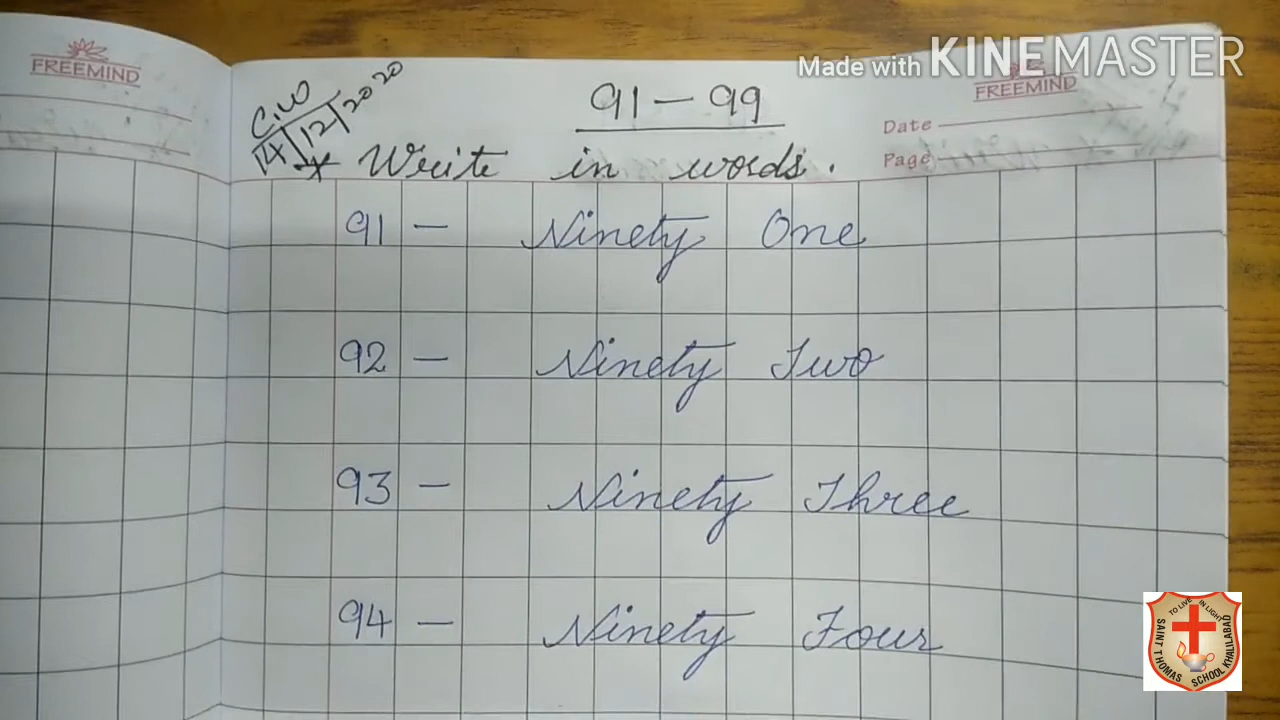 FREEMIND
Made with KINEMASTER
FREEMIND
C.W
14/12/2020
91 — 99
Date
Page
* Write in words.
91 — Ninety One
92 — Ninety Two
93 — Ninety Three
94 — Ninety Four
TO LIVE IN LIGHT
SAINT THOMAS SCHOOL KHALILABAD